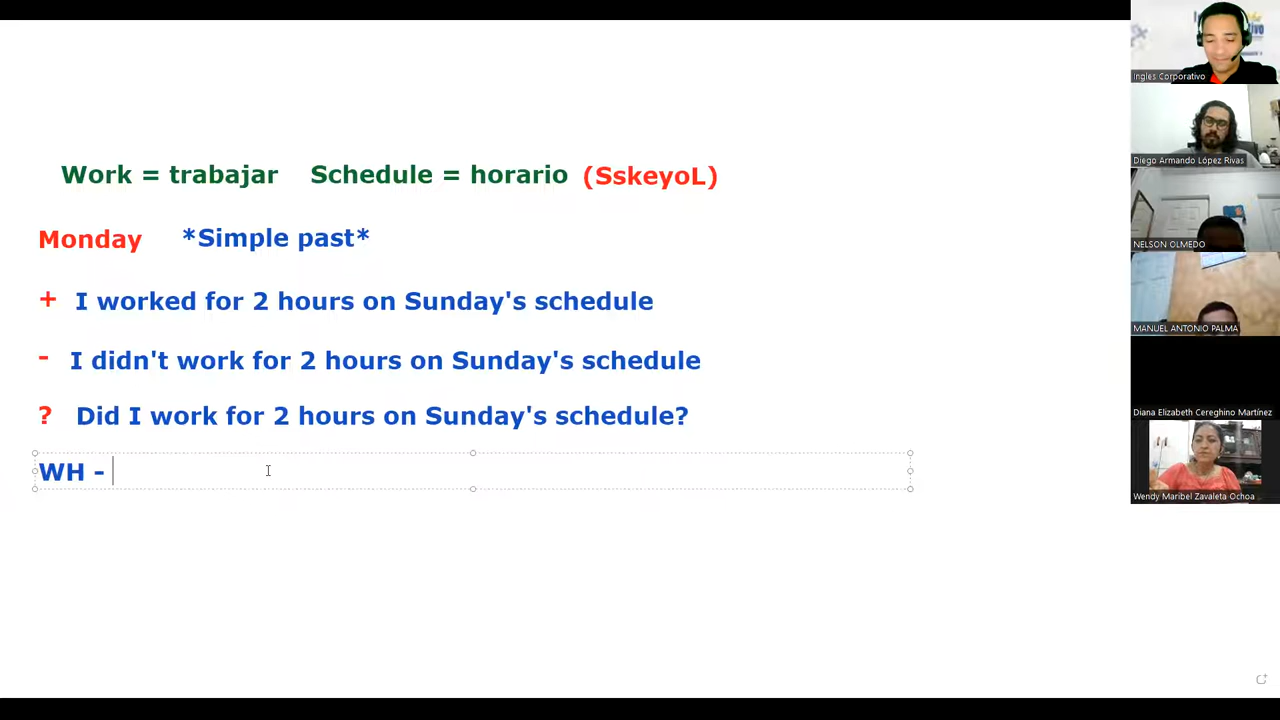 Work = trabajar Schedule = horario (SskeyoL)
Monday *Simple past*
+ I worked for 2 hours on Sunday's schedule
- I didn't work for 2 hours on Sunday's schedule
? Did I work for 2 hours on Sunday's schedule?
WH -
Ingles Corporativo
Diego Armando López Rivas
NELSON OLMEDO
MANUEL ANTONIO PALMA
Diana Elizabeth Cereghino Martínez
Wendy Maribel Zavaleta Ochoa